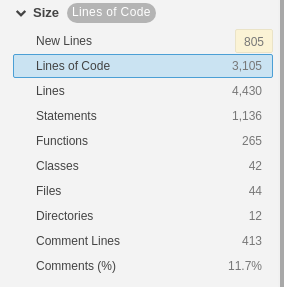 Size Lines of Code
New Lines 805
Lines of Code 3,105
Lines 4,430
Statements 1,136
Functions 265
Classes 42
Files 44
Directories 12
Comment Lines 413
Comments (%) 11.7%